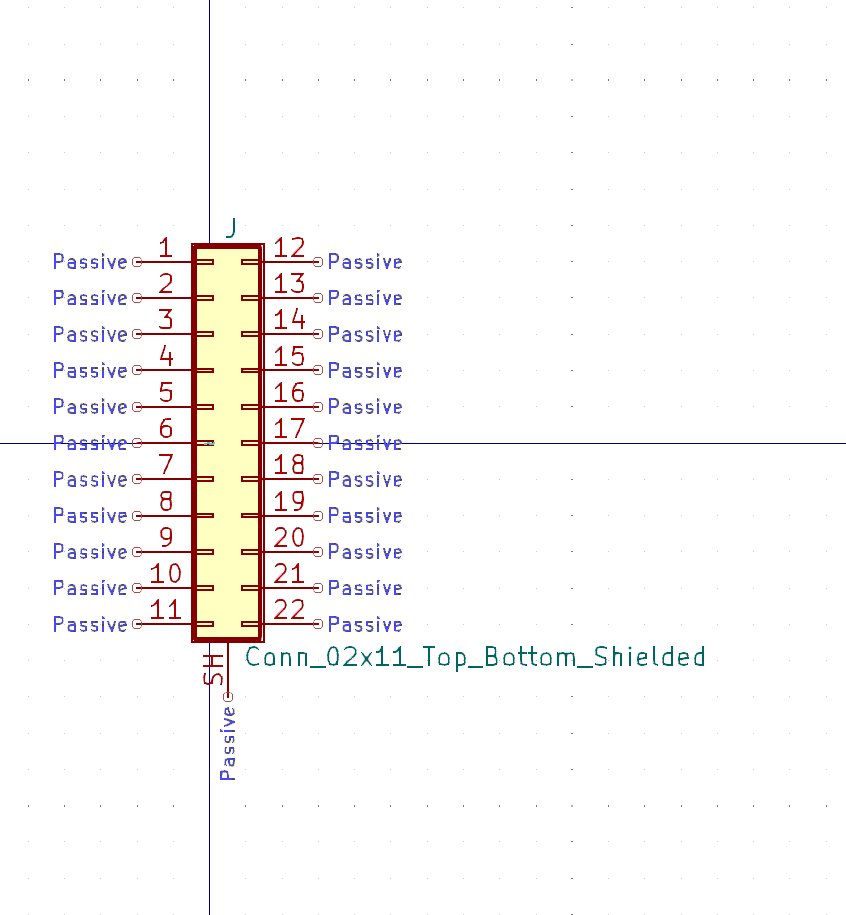 J
Passive 1 12 Passive
Passive 2 13 Passive
Passive 3 14 Passive
Passive 4 15 Passive
Passive 5 16 Passive
Passive 6 17 Passive
Passive 7 18 Passive
Passive 8 19 Passive
Passive 9 20 Passive
Passive 10 21 Passive
Passive 11 22 Passive
SH Conn_02x11_Top_Bottom_Shielded
Passive